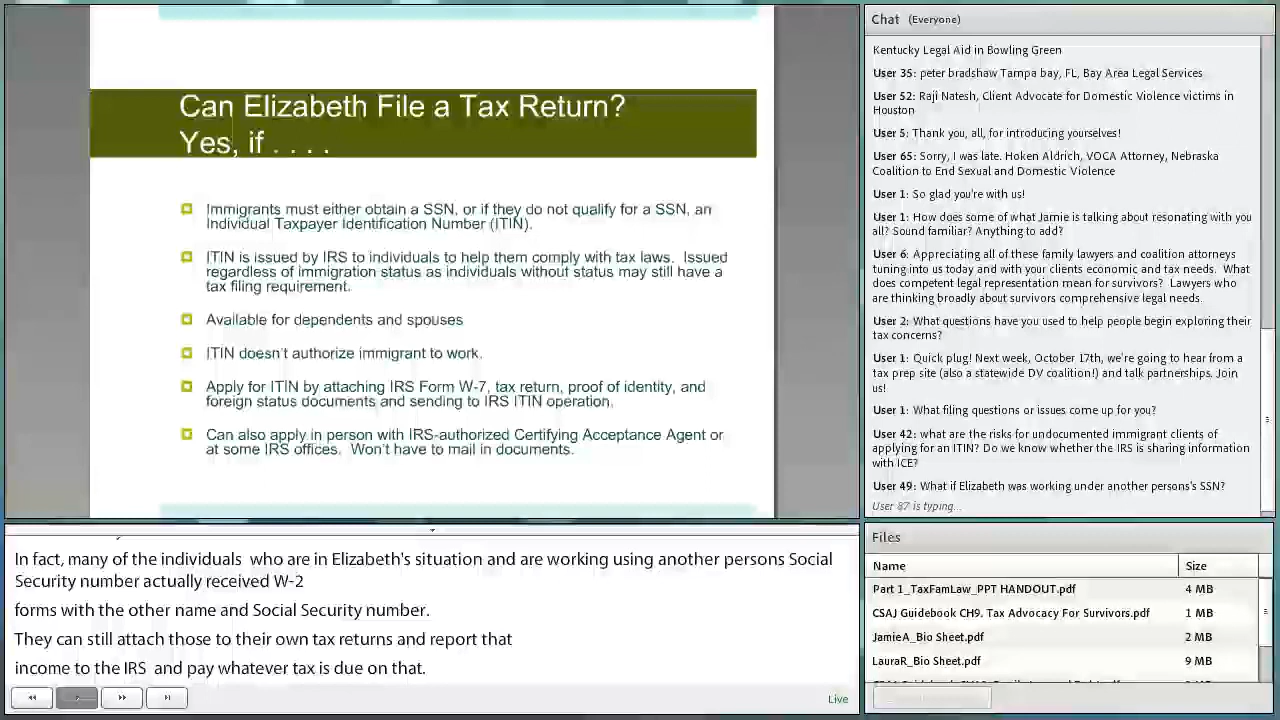 Can Elizabeth File a Tax Return?
Yes, if . . . .
Immigrants must either obtain a SSN, or if they do not qualify for a SSN, an
Individual Taxpayer Identification Number (ITIN).
ITIN is issued by IRS to individuals to help them comply with tax laws. Issued
regardless of immigration status as individuals without status may still have a
tax filing requirement.
Available for dependents and spouses
ITIN doesn't authorize immigrant to work.
Apply for ITIN by attaching IRS Form W-7, tax return, proof of identity, and
foreign status documents and sending to IRS ITIN operation.
Can also apply in person with IRS-authorized Certifying Acceptance Agent or
at some IRS offices. Won't have to mail in documents.
In fact, many of the individuals who are in Elizabeth's situation and are working using another persons Social
Security number actually received W-2
forms with the other name and Social Security number.
They can still attach those to their own tax returns and report that
income to the IRS and pay whatever tax is due on that.
Live
Chat (Everyone)
Kentucky Legal Aid in Bowling Green
User 35: peter bradshaw Tampa bay, FL, Bay Area Legal Services
User 52: Raji Natesh, Client Advocate for Domestic Violence victims in
Houston
User 5: Thank you, all, for introducing yourselves!
User 65: Sorry, I was late. Hoken Aldrich, VOCA Attorney, Nebraska
Coalition to End Sexual and Domestic Violence
User 1: So glad you're with us!
User 1: How does some of what Jamie is falking about resonating with you
all? Sound familiar? Anything to add?
User 6: Appreciating all of these family lawyers and coalition attorneys
tuning into us today and with your clients economic and tax needs. What
does competent legal representation mean for survivors? Lawyers who
are thinking broadly about survivors comprehensive legal needs.
User 2: What questions have you used to help people begin exploring their
tax concerns?
User 1: Quick plug! Next week, October 17th, we're going to hear from a
tax prep site (also a statewide DV coalition!) and talk partnerships. Join
us!
User 1: What filing questions or issues come up for you?
User 42: what are the risks for undocumented immigrant clients of
applying for an ITIN? Do we know whether the IRS is sharing information
with ICE?
User 49: What if Elizabeth was working under another persons's SSN?
User 87 is typing...
Files
Name Size
Part 1_TaxFamLaw_PPT HANDOUT.pdf 4 MB
CSAJ Guidebook CH9. Tax Advocacy For Survivors.pdf 1 MB
JamieA_Bio Sheet.pdf 2 MB
LauraR_Bio Sheet.pdf 9 MB